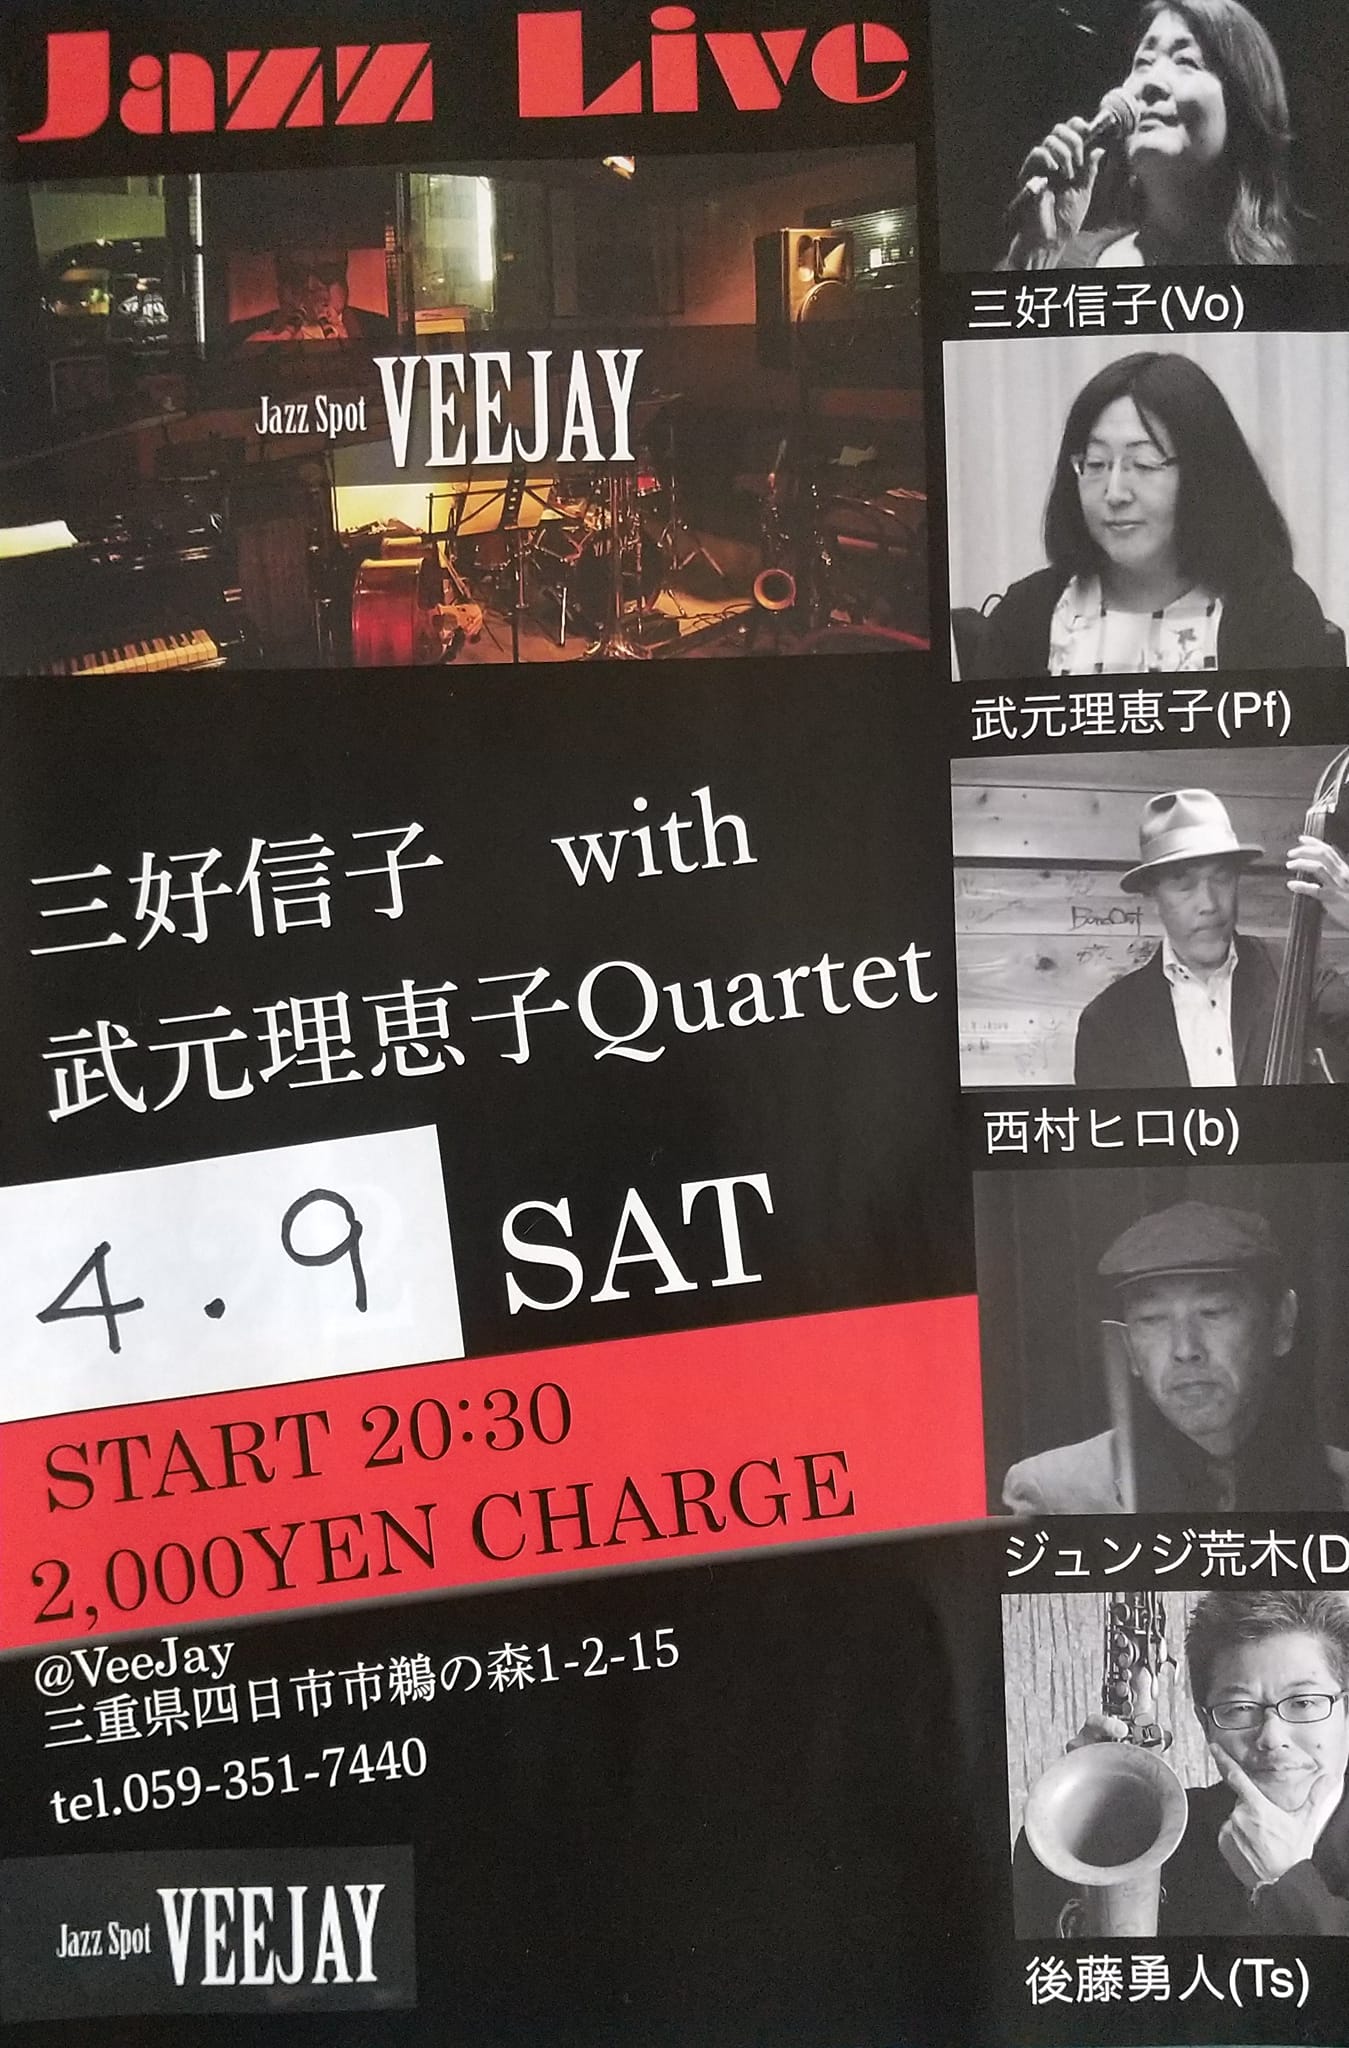 Jazz Live
Jazz Spot VEEJAY
三好信子 with
武元理恵子Quartet
4.9 SAT
START 20:30
2,000YEN CHARGE
@VeeJay
三重県四日市市鵜の森1-2-15
tel.059-351-7440
Jazz Spot VEEJAY
三好信子(Vo)
武元理恵子(Pf)
BoneOut
西村ヒロ(b)
ジュンジ荒木(D
後藤勇人(Ts)